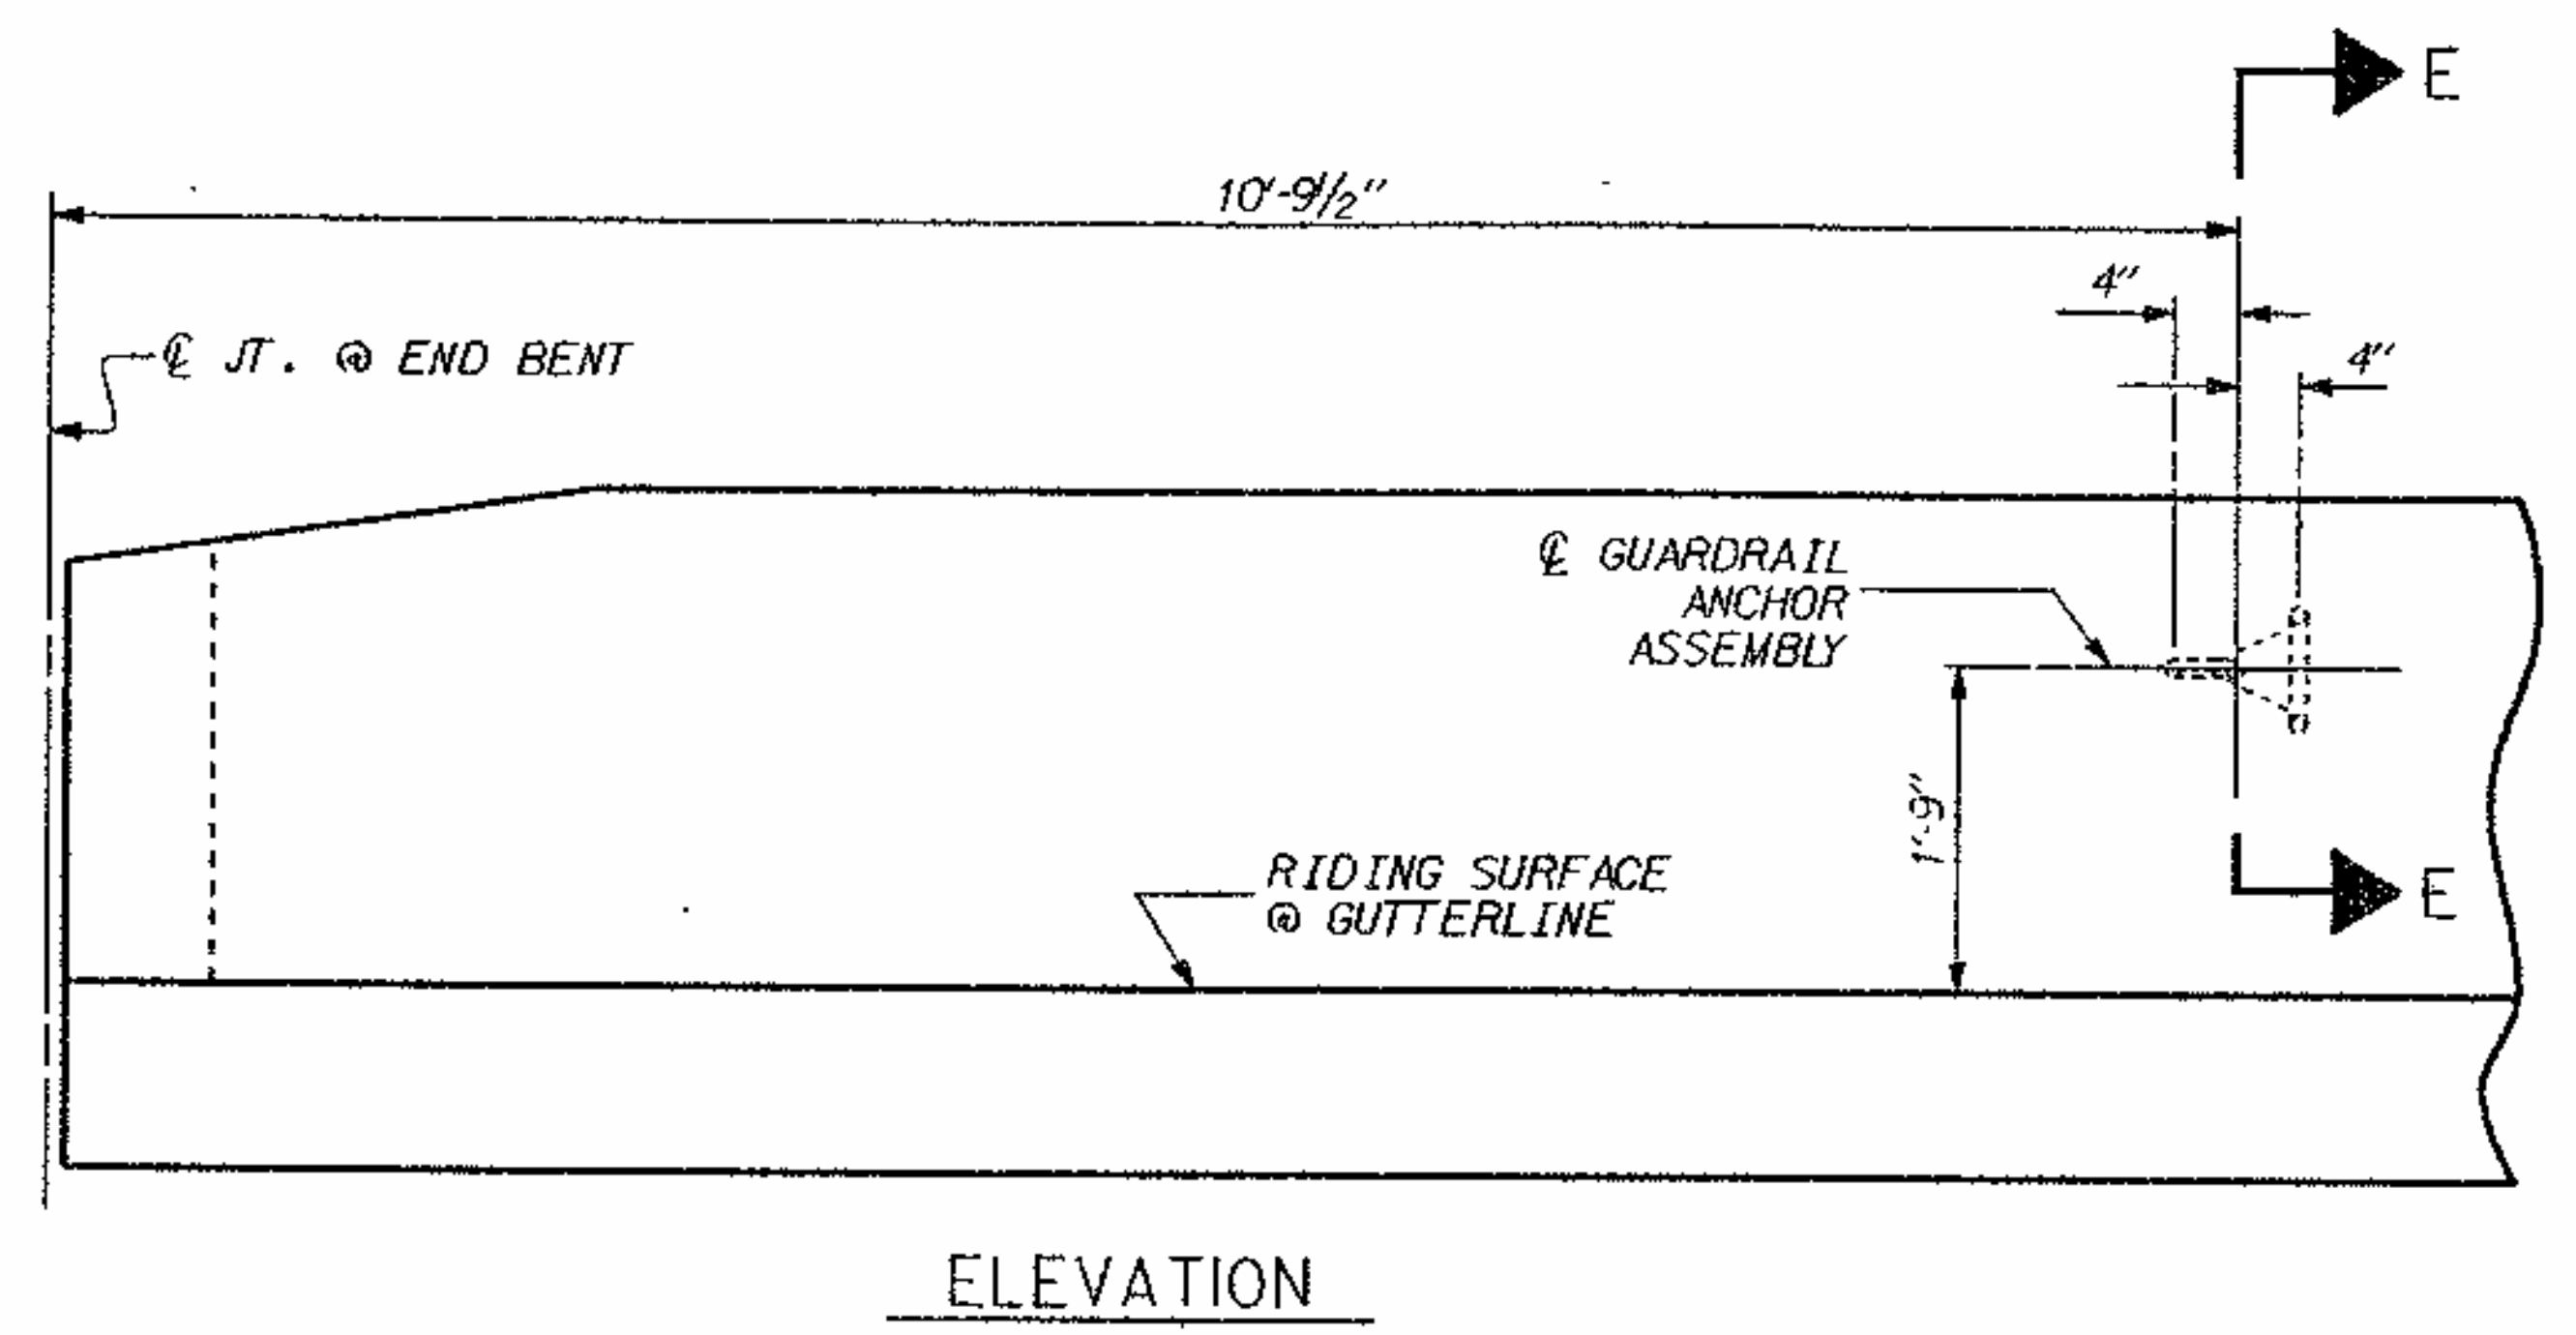 E
10'-9½"
4"
4"
℄ JT. @ END BENT
℄ GUARDRAIL
ANCHOR
ASSEMBLY
1'-9"
RIDING SURFACE
@ GUTTERLINE
E
ELEVATION